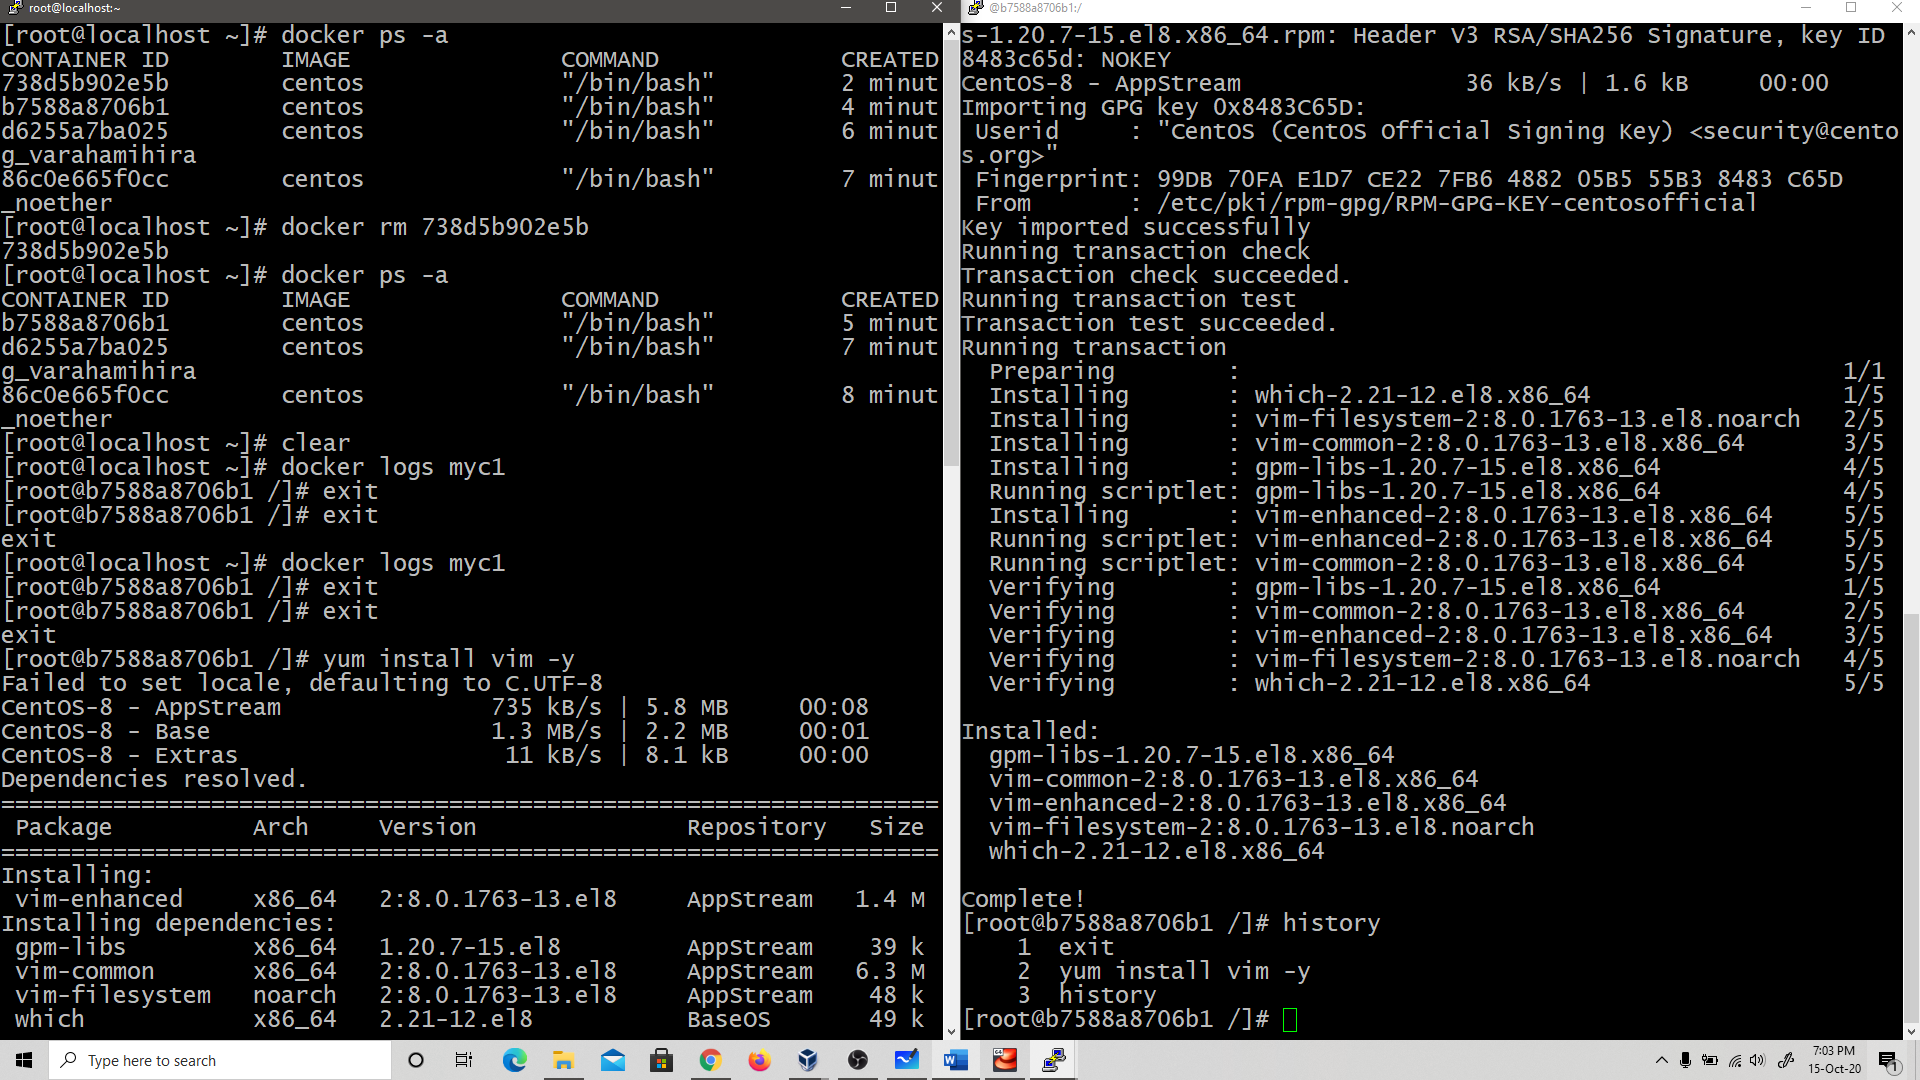 root@localhost:~
[root@localhost ~]# docker ps -a
CONTAINER ID        IMAGE               COMMAND             CREATED
738d5b902e5b        centos              "/bin/bash"         2 minut
b7588a8706b1        centos              "/bin/bash"         4 minut
d6255a7ba025        centos              "/bin/bash"         6 minut
g_varahamihira
86c0e665f0cc        centos              "/bin/bash"         7 minut
_noether
[root@localhost ~]# docker rm 738d5b902e5b
738d5b902e5b
[root@localhost ~]# docker ps -a
CONTAINER ID        IMAGE               COMMAND             CREATED
b7588a8706b1        centos              "/bin/bash"         5 minut
d6255a7ba025        centos              "/bin/bash"         7 minut
g_varahamihira
86c0e665f0cc        centos              "/bin/bash"         8 minut
_noether
[root@localhost ~]# clear
[root@localhost ~]# docker logs myc1
[root@b7588a8706b1 /]# exit
[root@b7588a8706b1 /]# exit
exit
[root@localhost ~]# docker logs myc1
[root@b7588a8706b1 /]# exit
[root@b7588a8706b1 /]# exit
exit
[root@b7588a8706b1 /]# yum install vim -y
Failed to set locale, defaulting to C.UTF-8
CentOS-8 - AppStream               735 kB/s | 5.8 MB     00:08
CentOS-8 - Base                    1.3 MB/s | 2.2 MB     00:01
CentOS-8 - Extras                   11 kB/s | 8.1 kB     00:00
Dependencies resolved.
===================================================================
 Package          Arch     Version               Repository   Size
===================================================================
Installing:
 vim-enhanced     x86_64   2:8.0.1763-13.el8     AppStream   1.4 M
Installing dependencies:
 gpm-libs         x86_64   1.20.7-15.el8         AppStream    39 k
 vim-common       x86_64   2:8.0.1763-13.el8     AppStream   6.3 M
 vim-filesystem   noarch   2:8.0.1763-13.el8     AppStream    48 k
 which            x86_64   2.21-12.el8           BaseOS       49 k
@b7588a8706b1:/
s-1.20.7-15.el8.x86_64.rpm: Header V3 RSA/SHA256 Signature, key ID
8483c65d: NOKEY
CentOS-8 - AppStream                36 kB/s | 1.6 kB     00:00
Importing GPG key 0x8483C65D:
 Userid     : "CentOS (CentOS Official Signing Key) <security@cento
s.org>"
 Fingerprint: 99DB 70FA E1D7 CE22 7FB6 4882 05B5 55B3 8483 C65D
 From       : /etc/pki/rpm-gpg/RPM-GPG-KEY-centosofficial
Key imported successfully
Running transaction check
Transaction check succeeded.
Running transaction test
Transaction test succeeded.
Running transaction
  Preparing        :                                           1/1
  Installing       : which-2.21-12.el8.x86_64                  1/5
  Installing       : vim-filesystem-2:8.0.1763-13.el8.noarch   2/5
  Installing       : vim-common-2:8.0.1763-13.el8.x86_64       3/5
  Installing       : gpm-libs-1.20.7-15.el8.x86_64             4/5
  Running scriptlet: gpm-libs-1.20.7-15.el8.x86_64             4/5
  Installing       : vim-enhanced-2:8.0.1763-13.el8.x86_64     5/5
  Running scriptlet: vim-enhanced-2:8.0.1763-13.el8.x86_64     5/5
  Running scriptlet: vim-common-2:8.0.1763-13.el8.x86_64       5/5
  Verifying        : gpm-libs-1.20.7-15.el8.x86_64             1/5
  Verifying        : vim-common-2:8.0.1763-13.el8.x86_64       2/5
  Verifying        : vim-enhanced-2:8.0.1763-13.el8.x86_64     3/5
  Verifying        : vim-filesystem-2:8.0.1763-13.el8.noarch   4/5
  Verifying        : which-2.21-12.el8.x86_64                  5/5
Installed:
  gpm-libs-1.20.7-15.el8.x86_64
  vim-common-2:8.0.1763-13.el8.x86_64
  vim-enhanced-2:8.0.1763-13.el8.x86_64
  vim-filesystem-2:8.0.1763-13.el8.noarch
  which-2.21-12.el8.x86_64
Complete!
[root@b7588a8706b1 /]# history
    1  exit
    2  yum install vim -y
    3  history
[root@b7588a8706b1 /]#
Type here to search
7:03 PM
15-Oct-20
1